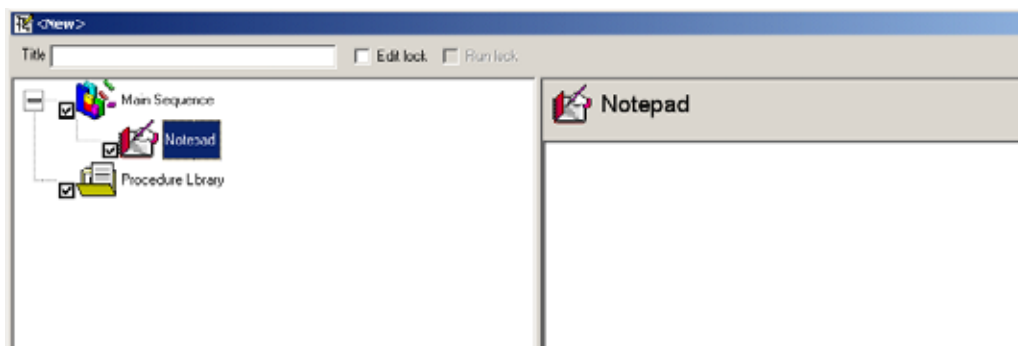 <New>
Title Edit lock Run lock
Main Sequence
Notepad
Procedure Library
Notepad